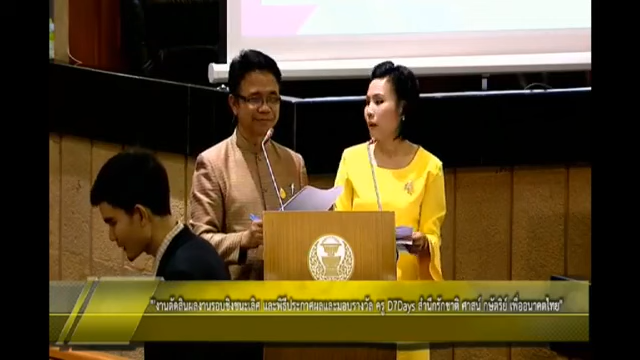 "งานตัดสินผลงานรอบชิงชนะเลิศ และพิธีประกาศผลและมอบรางวัล ครู D7Days สำนึกรักชาติ ศาสน์ กษัตริย์ เพื่ออนาคตไทย"